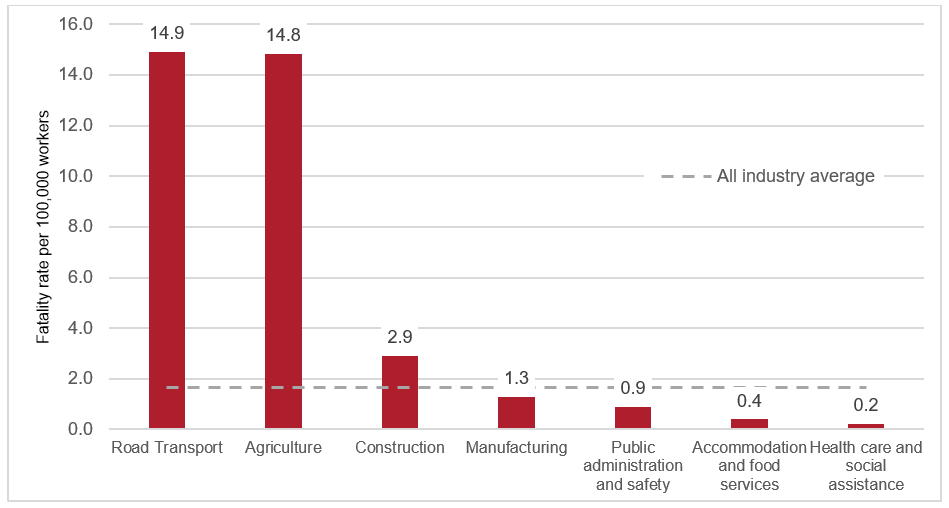 Fatality rate per 100,000 workers
16.0
14.0
12.0
10.0
8.0
6.0
4.0
2.0
0.0
14.9
14.8
2.9
1.3
0.9
0.4
0.2
All industry average
Road Transport
Agriculture
Construction
Manufacturing
Public
administration
and safety
Accommodation
and food
services
Health care and
social
assistance